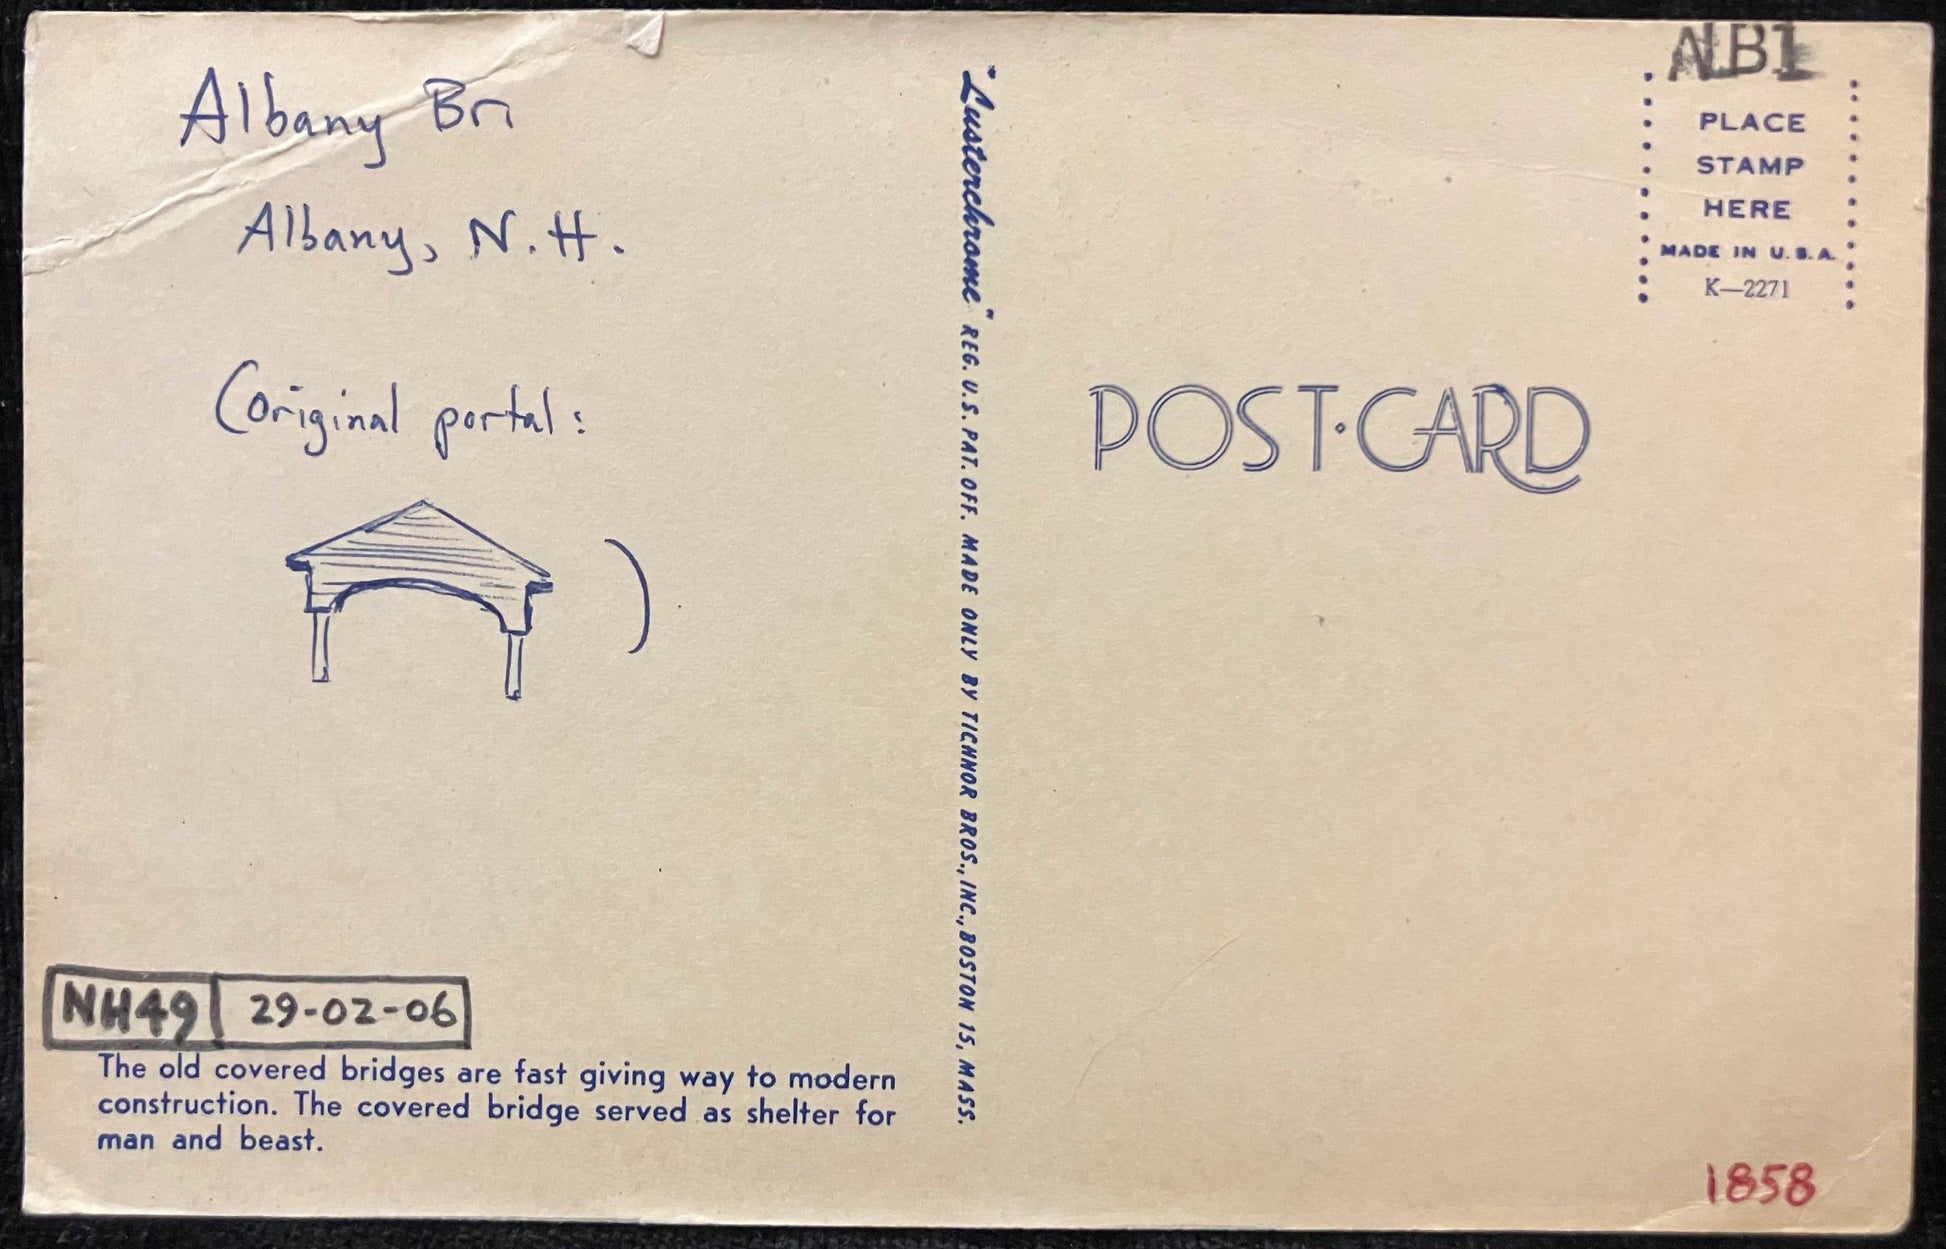 Albany Bri
Albany, N.H.
(original portal:
)
NH49 29-02-06
The old covered bridges are fast giving way to modern
construction. The covered bridge served as shelter for
man and beast.
"Lusterchrome" REG. U.S. PAT. OFF. MADE ONLY BY TICHNOR BROS., INC., BOSTON 15, MASS.
ALB1
PLACE
STAMP
HERE
MADE IN U.S.A.
K—2271
POST·CARD
1858